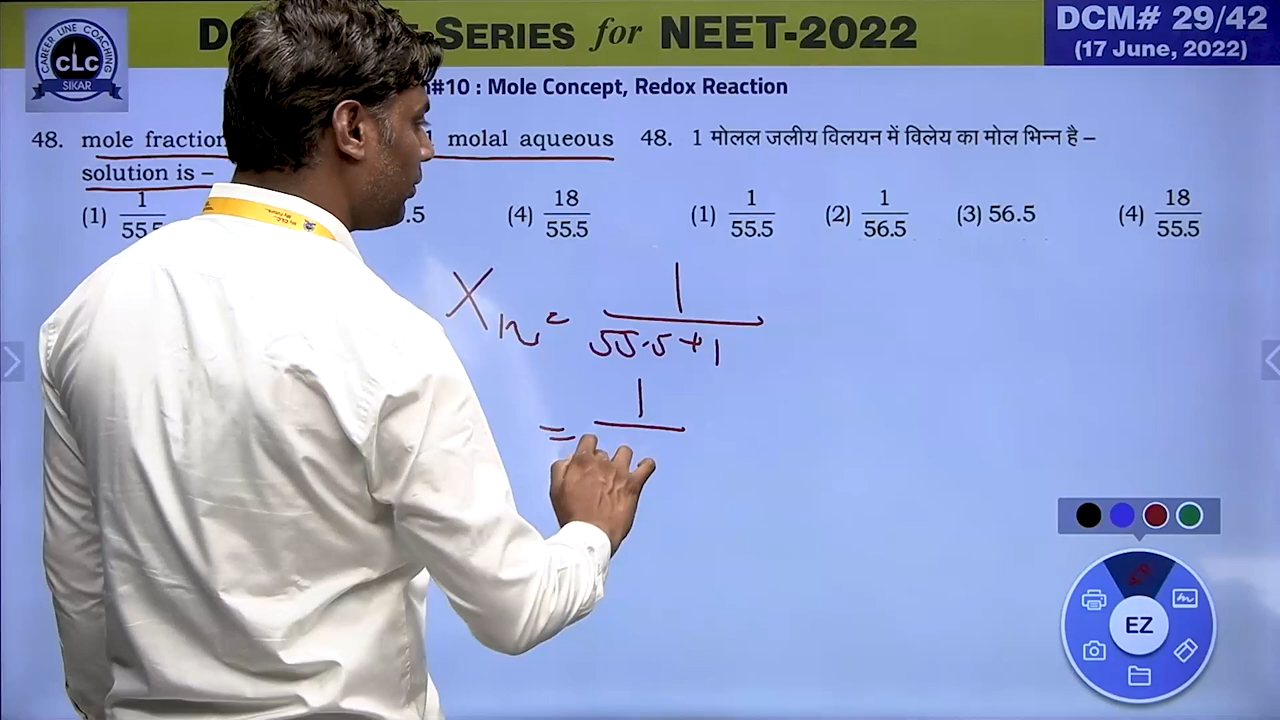 SERIES for NEET-2022
DCM# 29/42
(17 June, 2022)
CAREER LINE COACHING
CLC
SIKAR
#10 : Mole Concept, Redox Reaction
48. mole fraction molal aqueous
solution is –
(1) 1/55.5 .5 (4) 18/55.5
48. 1 मोलल जलीय विलयन में विलेय का मोल भिन्न है –
(1) 1/55.5 (2) 1/56.5 (3) 56.5 (4) 18/55.5
= 1/(55.5+1)
= 1
EZ